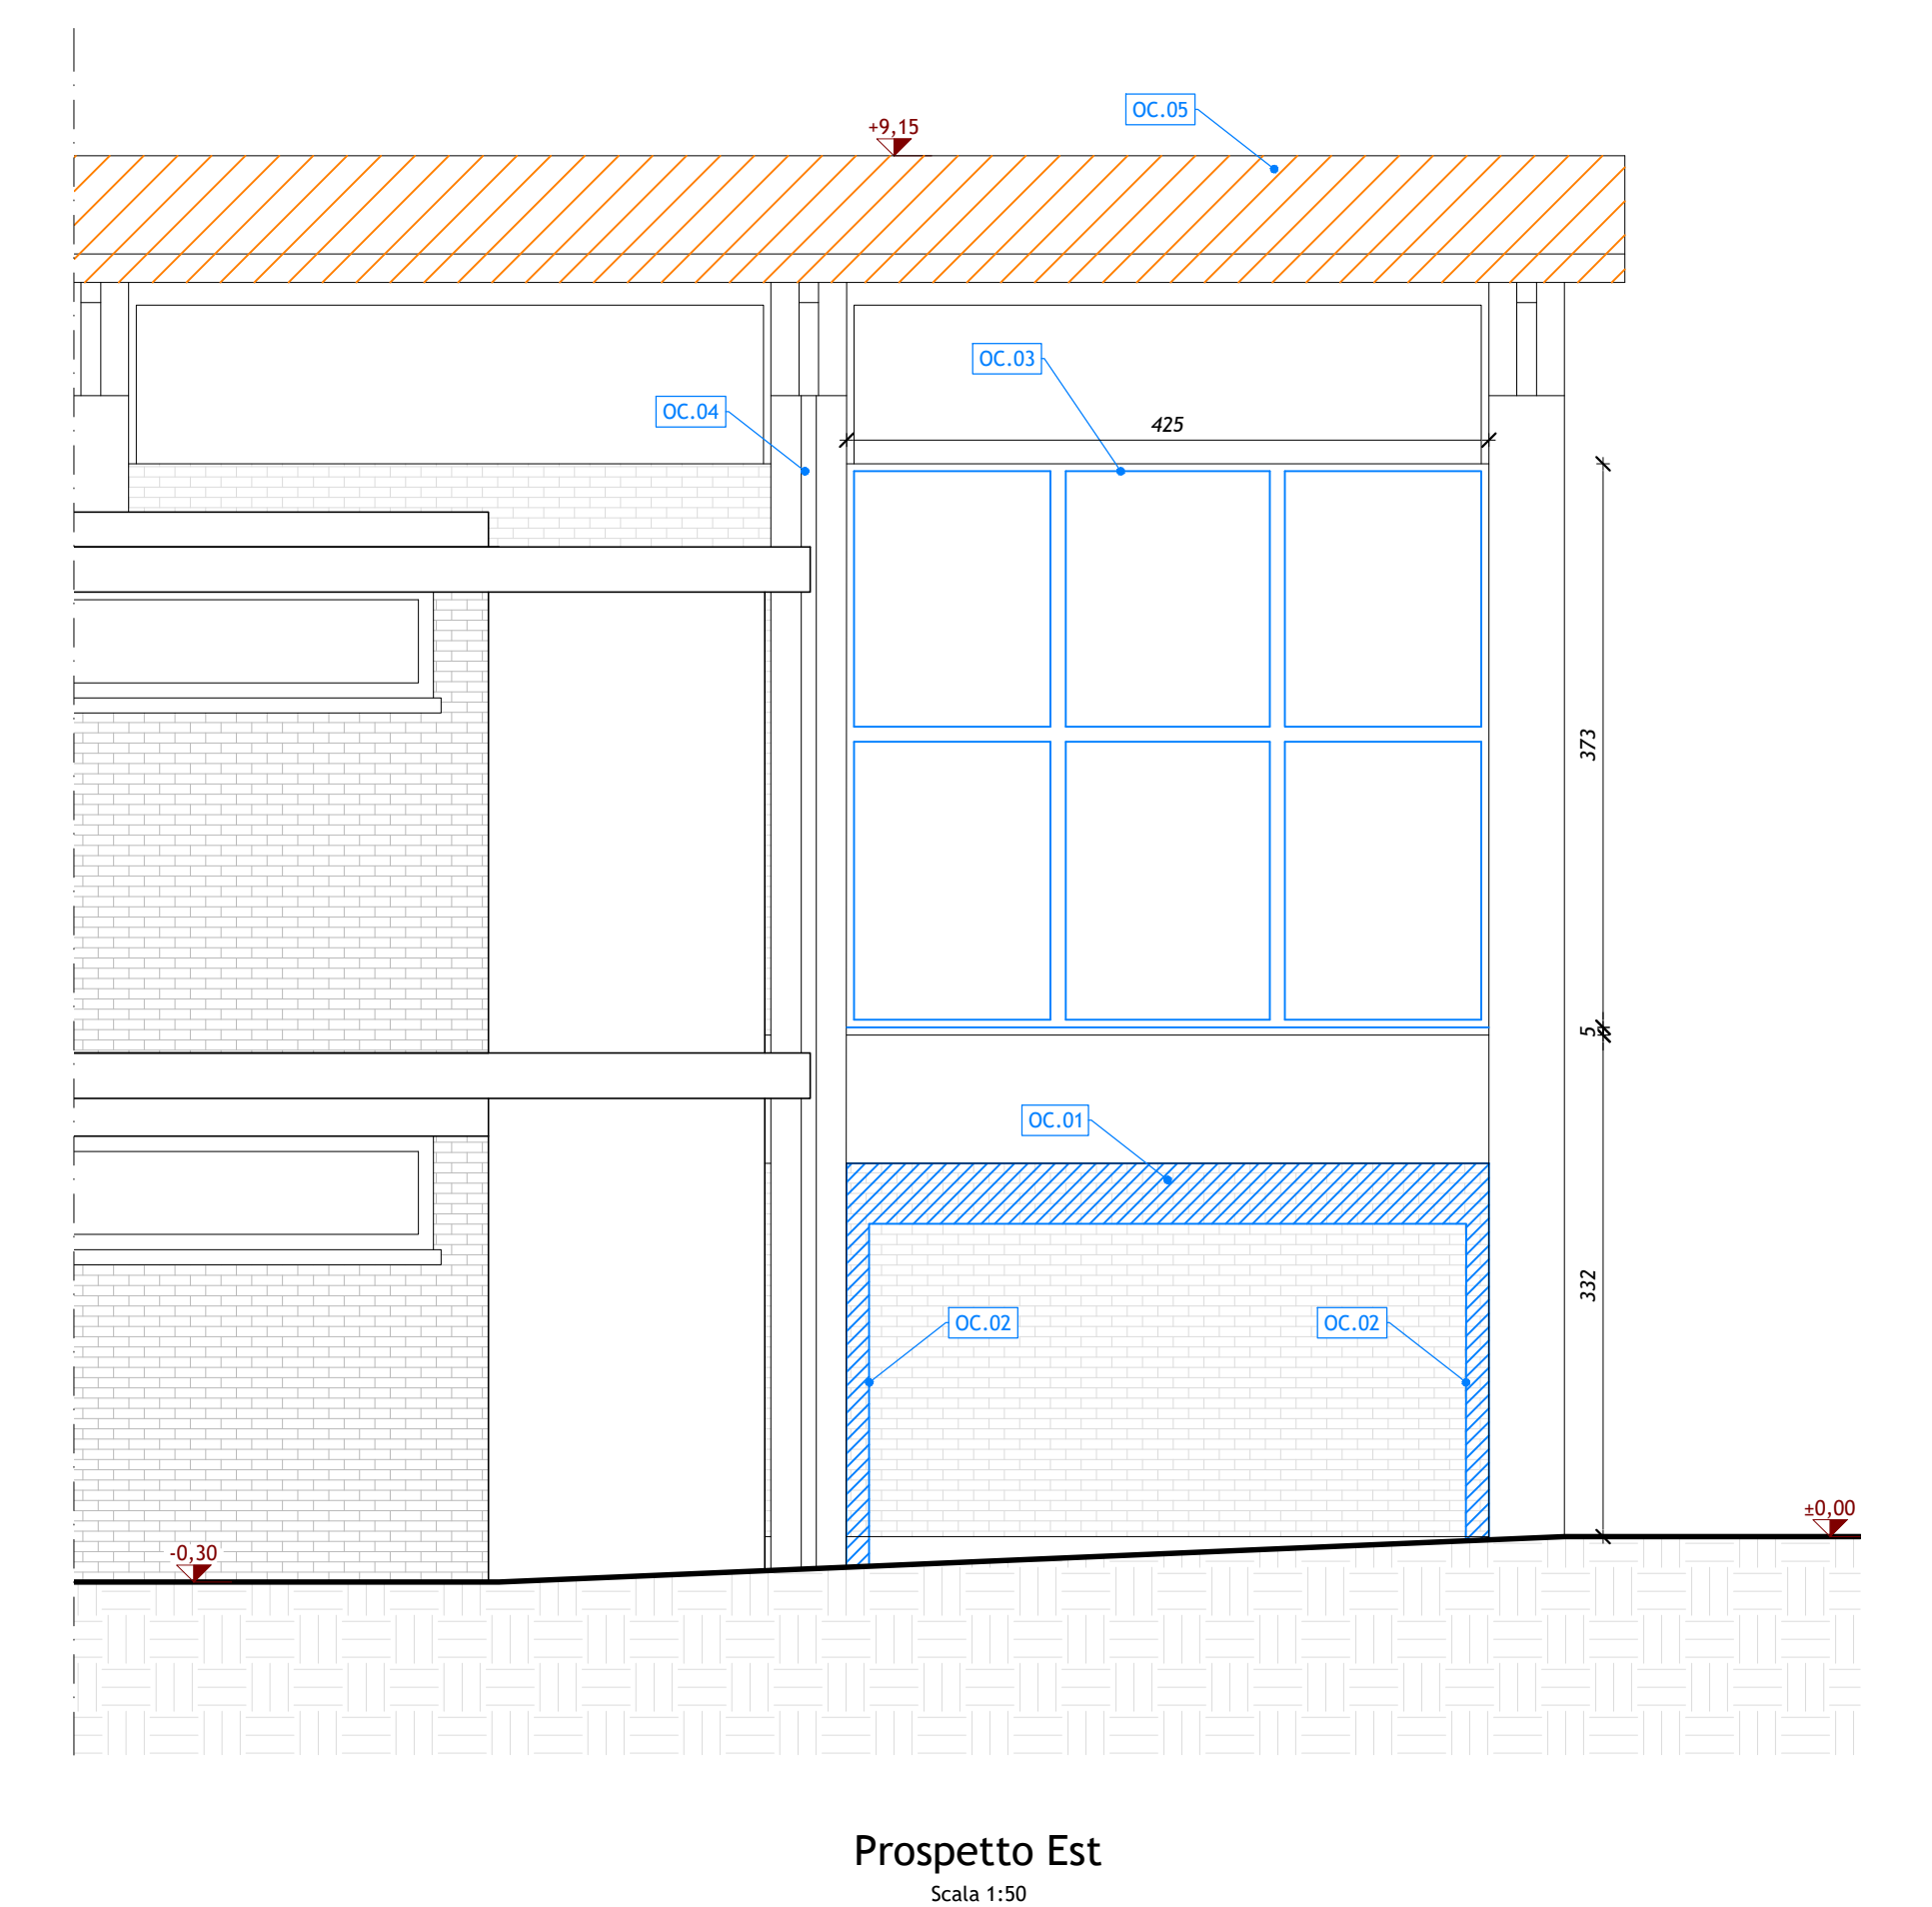 OC.05
+9,15
OC.03
OC.04
425
373
5
OC.01
332
OC.02
OC.02
±0,00
-0,30
Prospetto Est
Scala 1:50